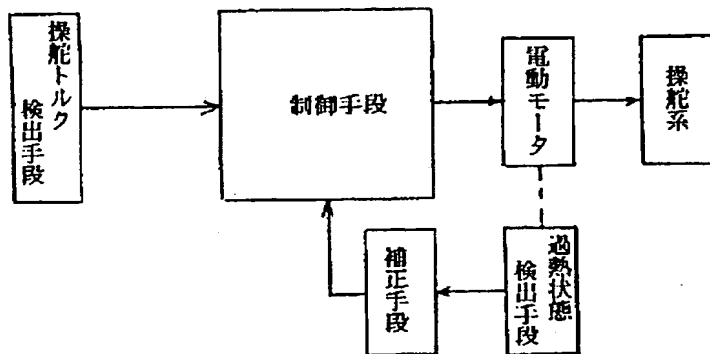 操舵トルク
検出手段
制御手段
電動モータ
操舵系
補正手段
過熱状態
検出手段